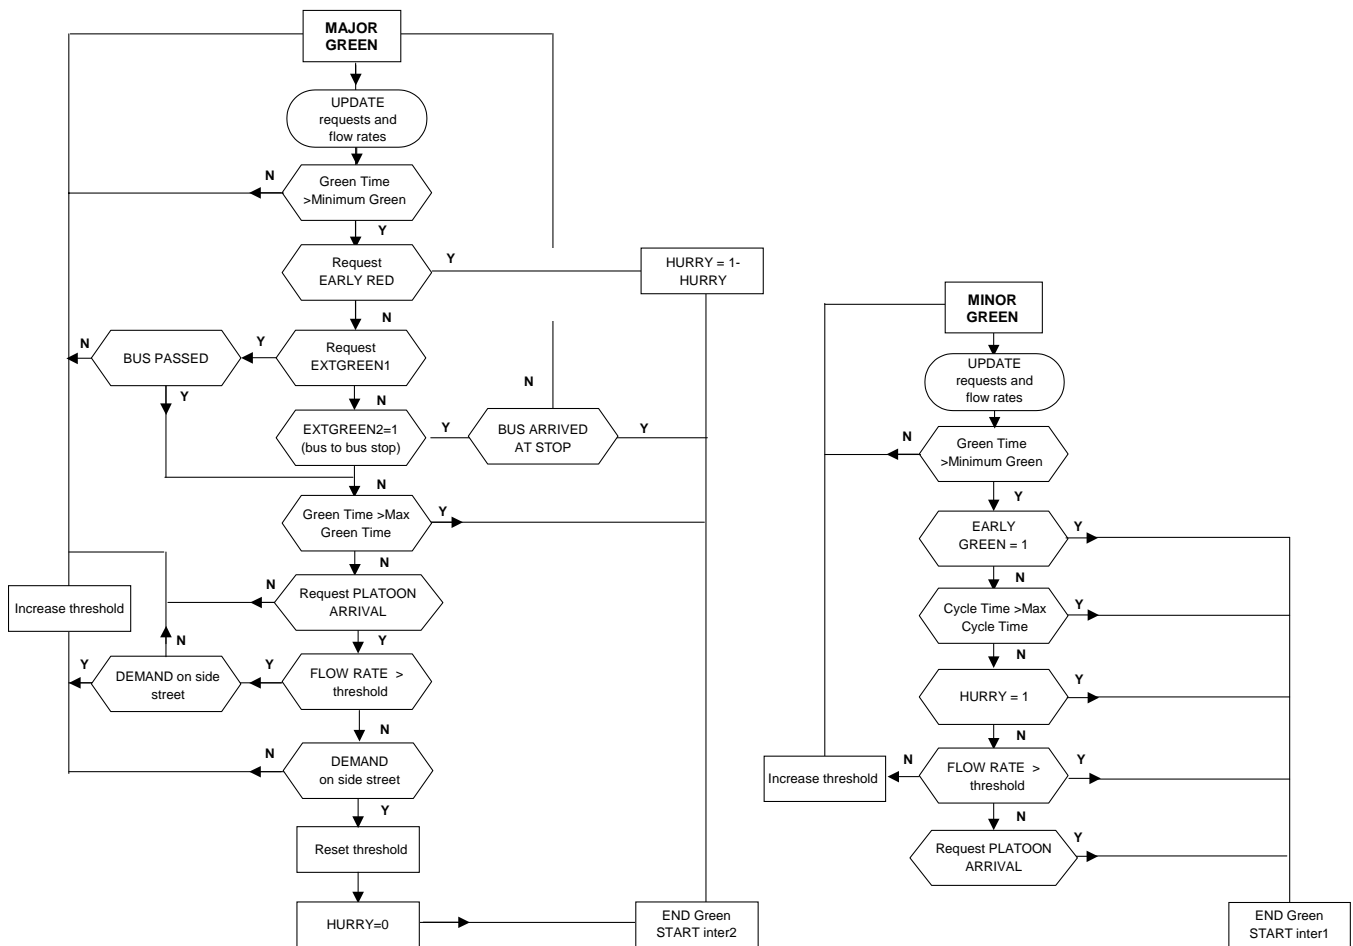 MAJOR
GREEN
UPDATE
requests and
flow rates
N
Green Time
>Minimum Green
Y
Request
EARLY RED
Y
HURRY = 1-
HURRY
N
N
BUS PASSED
Y
Request
EXTGREEN1
Y
N
N
EXTGREEN2=1
(bus to bus stop)
Y
BUS ARRIVED
AT STOP
Y
N
Green Time >Max
Green Time
Y
N
N
Request PLATOON
ARRIVAL
Increase threshold
N
Y
Y
DEMAND on side
street
Y
FLOW RATE >
threshold
N
N
DEMAND
on side street
Y
Reset threshold
HURRY=0
END Green
START inter2
MINOR
GREEN
UPDATE
requests and
flow rates
N
Green Time
>Minimum Green
Y
EARLY
GREEN = 1
Y
N
Cycle Time >Max
Cycle Time
Y
N
HURRY = 1
Y
N
N
FLOW RATE >
threshold
Y
Increase threshold
N
Request PLATOON
ARRIVAL
Y
END Green
START inter1